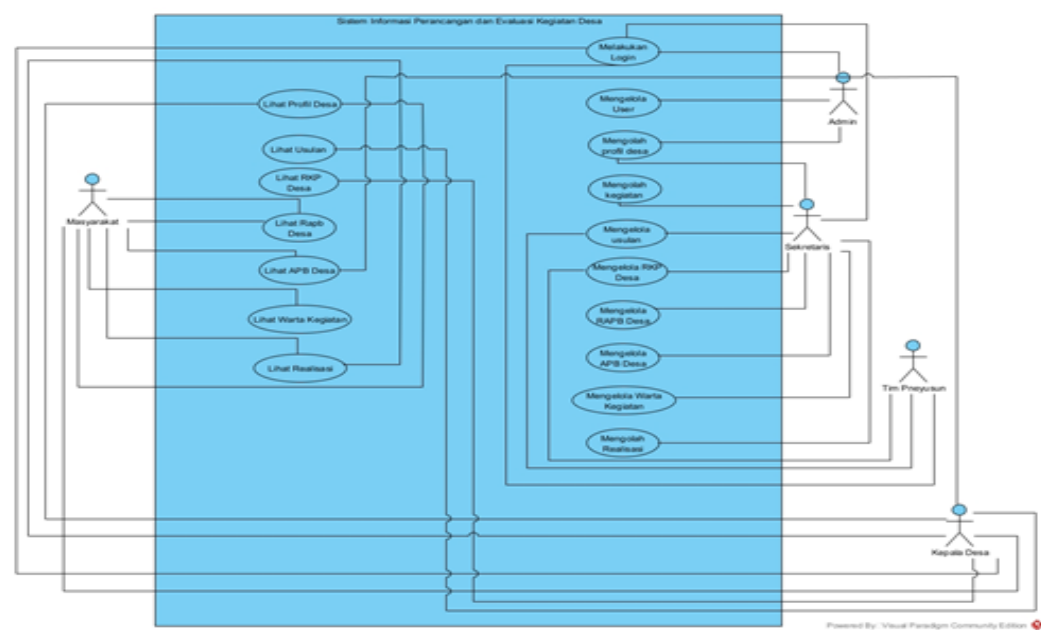 Sistem Informasi Perancangan dan Evaluasi Kegiatan Desa
Melakukan
Login
Lihat Profil Desa
Mengelola
User
Admin
Lihat Usulan
Mengolah
profil desa
Lihat RKP
Desa
Mengolah
kegiatan
Masyarakat
Lihat Rapb
Desa
Mengelola
usulan
Sekretaris
Lihat APB Desa
Mengelola RKP
Desa
Lihat Warta Kegiatan
Mengelola
RAPB Desa
Lihat Realisasi
Mengelola
APB Desa
Tim Pneyusun
Mengelola Warta
Kegiatan
Mengolah
Realisasi
Kepala Desa
Powered By: Visual Paradigm Community Edition